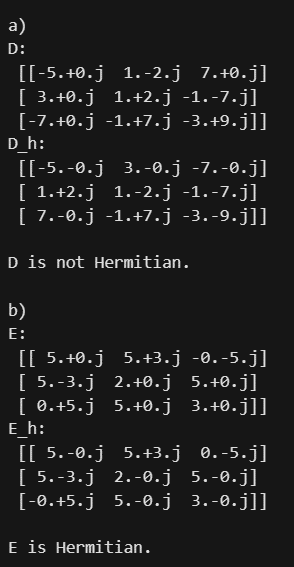 a)
D:
[[-5.+0.j  1.-2.j  7.+0.j]
[ 3.+0.j  1.+2.j -1.-7.j]
[-7.+0.j -1.+7.j -3.+9.j]]
D_h:
[[-5.-0.j  3.-0.j -7.-0.j]
[ 1.+2.j  1.-2.j -1.-7.j]
[ 7.-0.j -1.+7.j -3.-9.j]]
D is not Hermitian.
b)
E:
[[ 5.+0.j  5.+3.j -0.-5.j]
[ 5.-3.j  2.+0.j  5.+0.j]
[ 0.+5.j  5.+0.j  3.+0.j]]
E_h:
[[ 5.-0.j  5.+3.j  0.-5.j]
[ 5.-3.j  2.-0.j  5.-0.j]
[-0.+5.j  5.-0.j  3.-0.j]]
E is Hermitian.